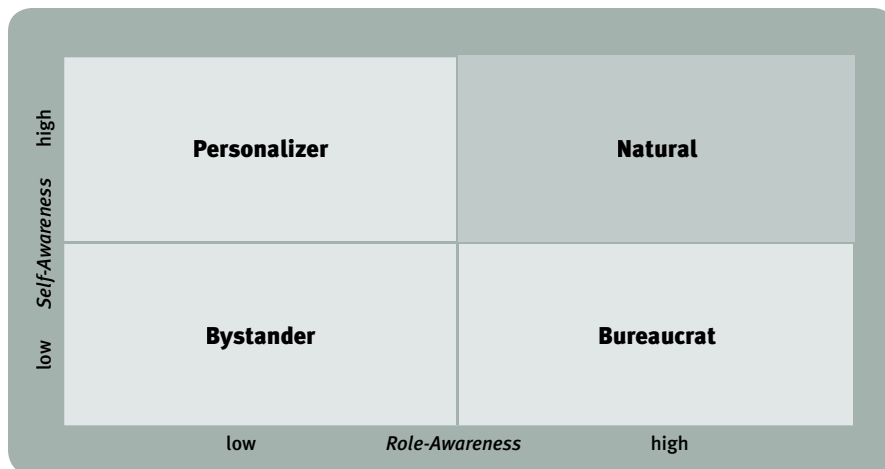 high
Personalizer
Natural
Self-Awareness
low
Bystander
Bureaucrat
low
Role-Awareness
high